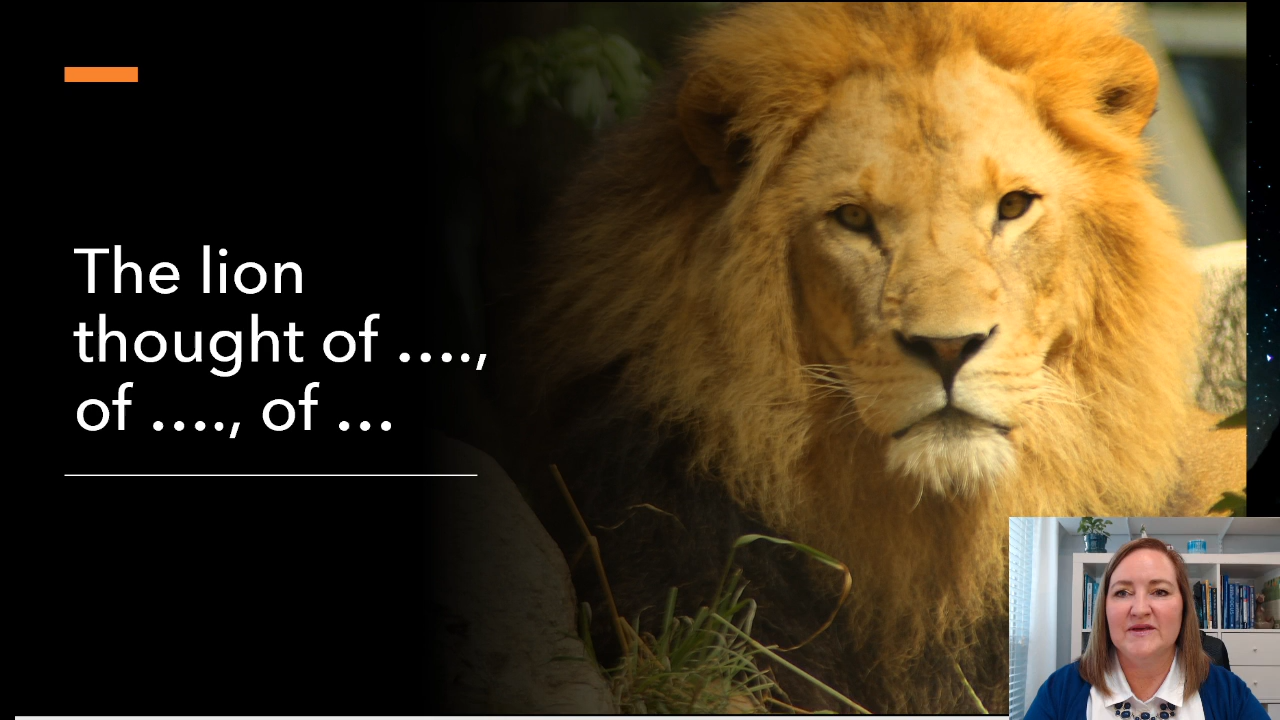 The lion
thought of ....,
of ...., of ...